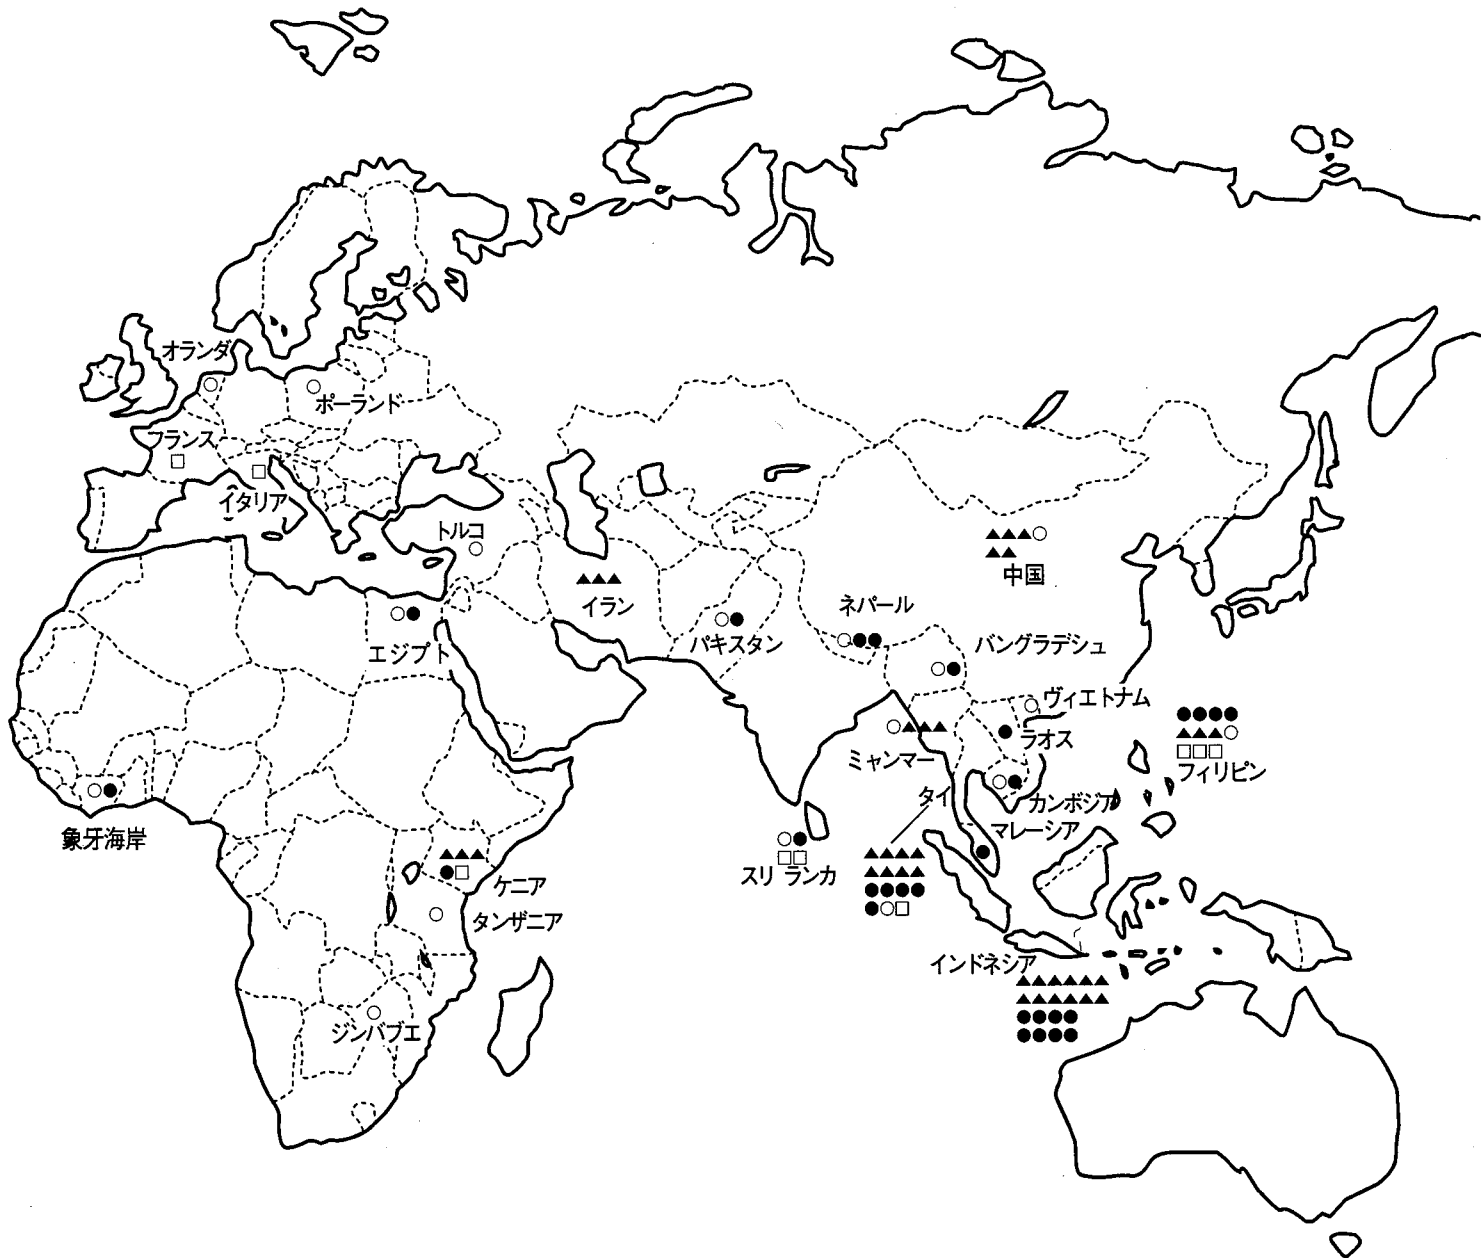 オランダ
ポーランド
フランス
イタリア
トルコ
中国
イラン
ネパール
パキスタン
バングラデシュ
エジプト
ヴィエトナム
ラオス
ミャンマー
フィリピン
タイ
カンボジア
マレーシア
象牙海岸
スリランカ
ケニア
タンザニア
インドネシア
ジンバブエ